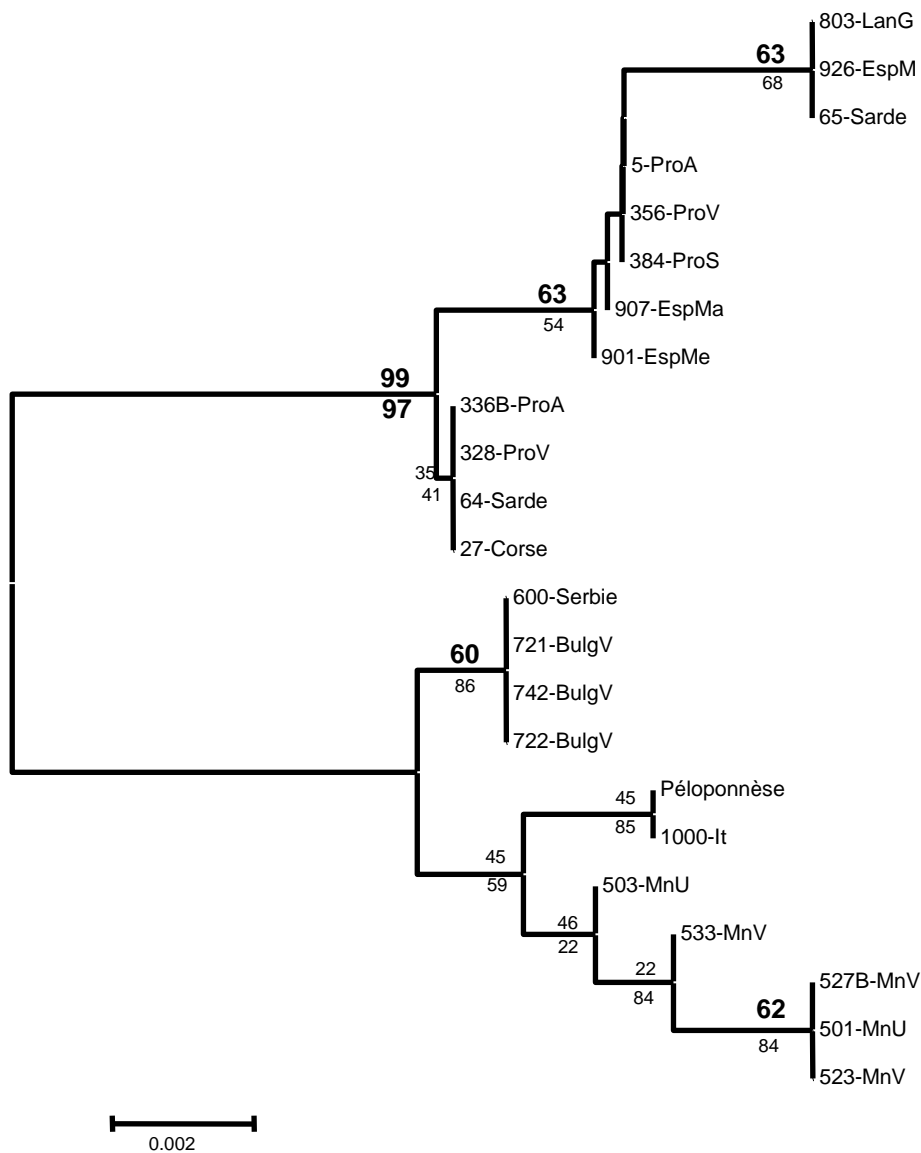 803-LanG
63
926-EspM
68
65-Sarde
5-ProA
356-ProV
384-ProS
63
907-EspMa
54
901-EspMe
99
97
336B-ProA
328-ProV
35
41
64-Sarde
27-Corse
600-Serbie
721-BulgV
60
86
742-BulgV
722-BulgV
Péloponnèse
45
85
1000-It
45
59
503-MnU
46
22
533-MnV
22
84
527B-MnV
62
501-MnU
84
523-MnV
0.002